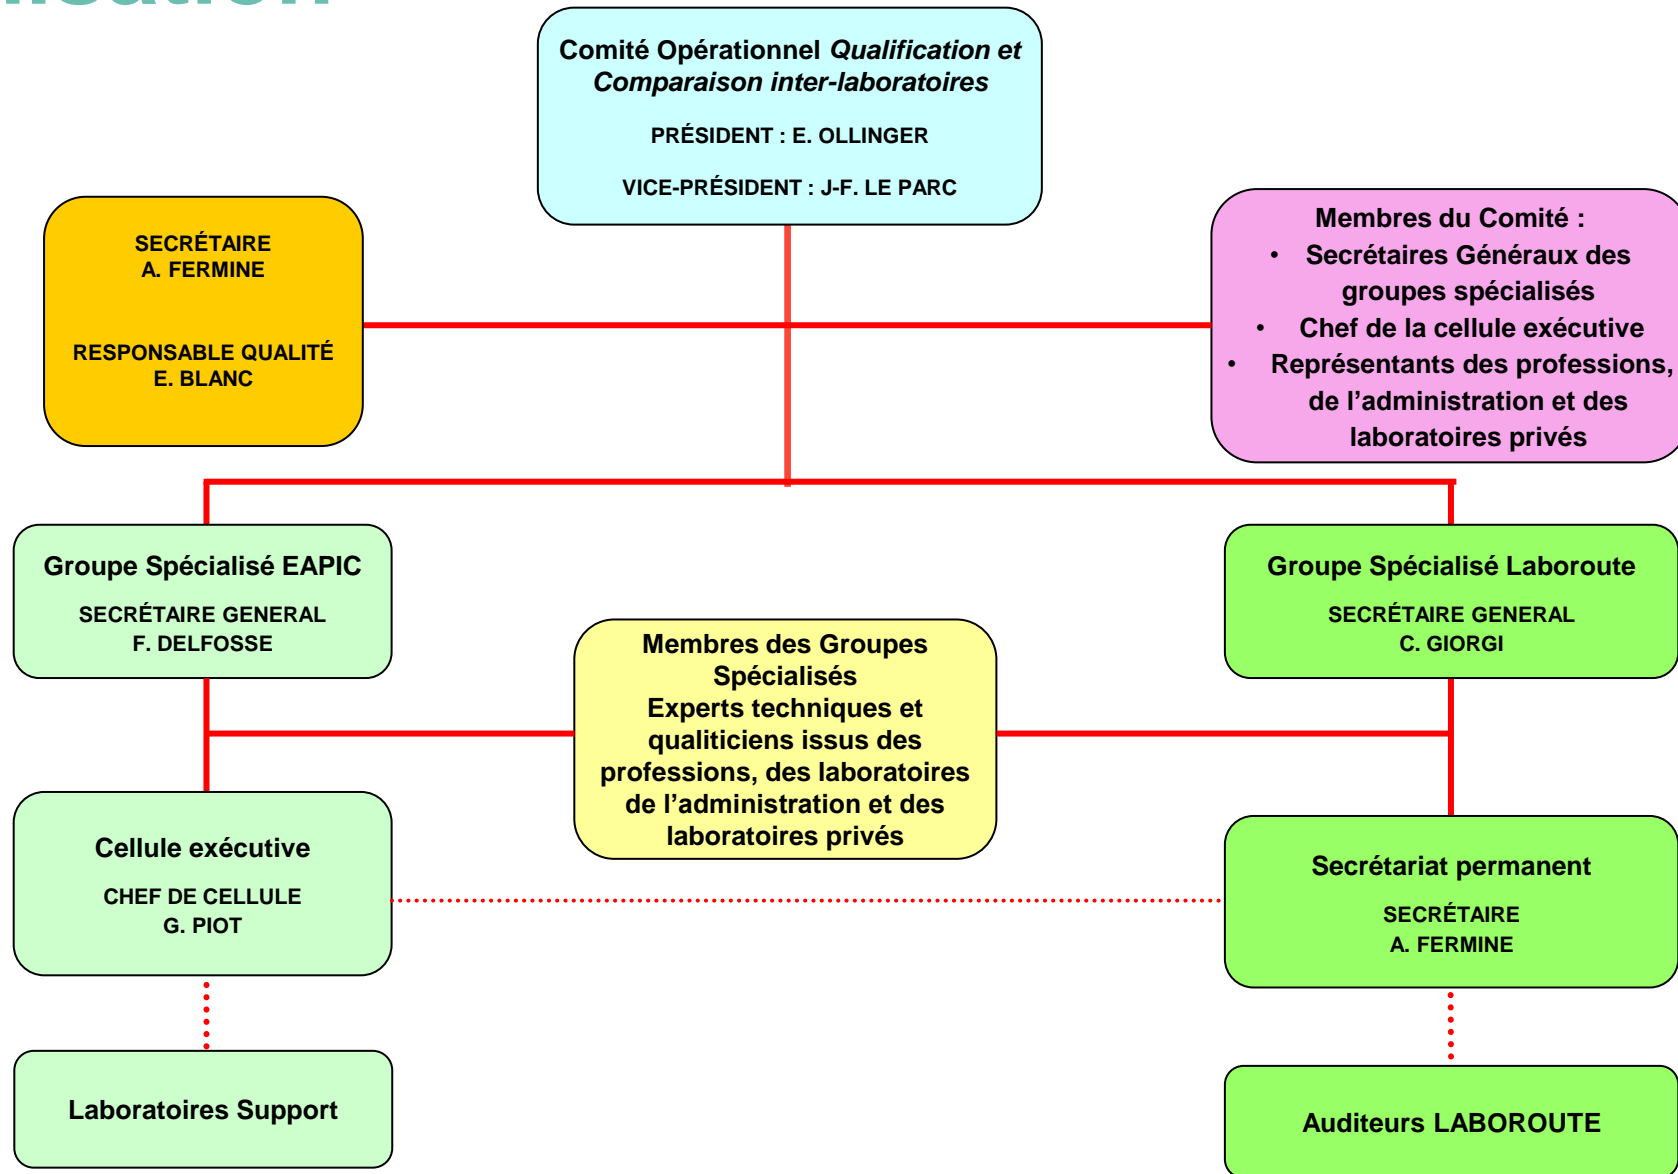 Comité Opérationnel Qualification et
Comparaison inter-laboratoires
PRÉSIDENT : E. OLLINGER
VICE-PRÉSIDENT : J-F. LE PARC
SECRÉTAIRE
A. FERMINE
RESPONSABLE QUALITÉ
E. BLANC
Membres du Comité :
• Secrétaires Généraux des
groupes spécialisés
• Chef de la cellule exécutive
• Représentants des professions,
de l’administration et des
laboratoires privés
Groupe Spécialisé EAPIC
SECRÉTAIRE GENERAL
F. DELFOSSE
Groupe Spécialisé Laboroute
SECRÉTAIRE GENERAL
C. GIORGI
Membres des Groupes
Spécialisés
Experts techniques et
qualiticiens issus des
professions, des laboratoires
de l’administration et des
laboratoires privés
Cellule exécutive
CHEF DE CELLULE
G. PIOT
Secrétariat permanent
SECRÉTAIRE
A. FERMINE
Laboratoires Support
Auditeurs LABOROUTE